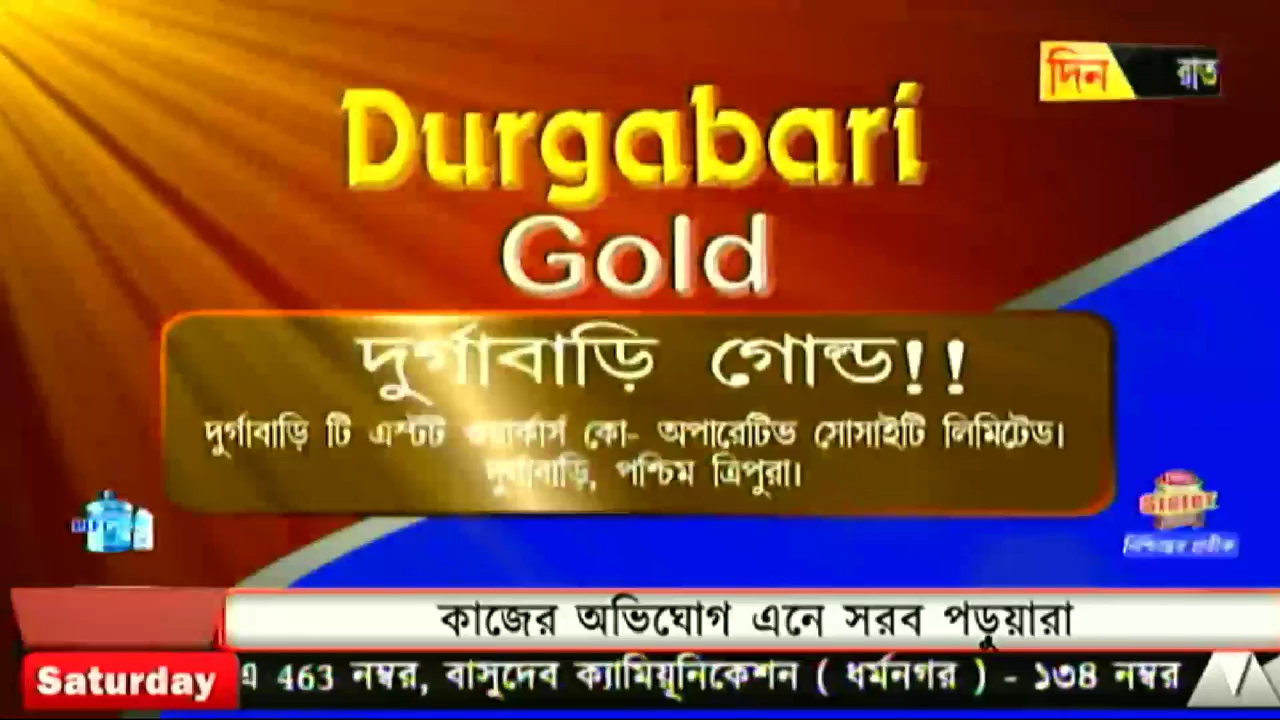 দিন রাত
Durgabari
Gold
দুর্গাবাড়ি গোল্ড!!
দুর্গাবাড়ি টি এস্টট ওয়ার্কার্স কো- অপারেটিভ সোসাইটি লিমিটেড।
দুর্গাবাড়ি, পশ্চিম ত্রিপুরা।
কাজের অভিঘোগ এনে সরব পড়ুয়ারা
Saturday
এ 463 নম্বর, বাসুদেব ক্যামিয়ূনিকেশন ( ধর্মনগর ) - ১৩৪ নম্বর